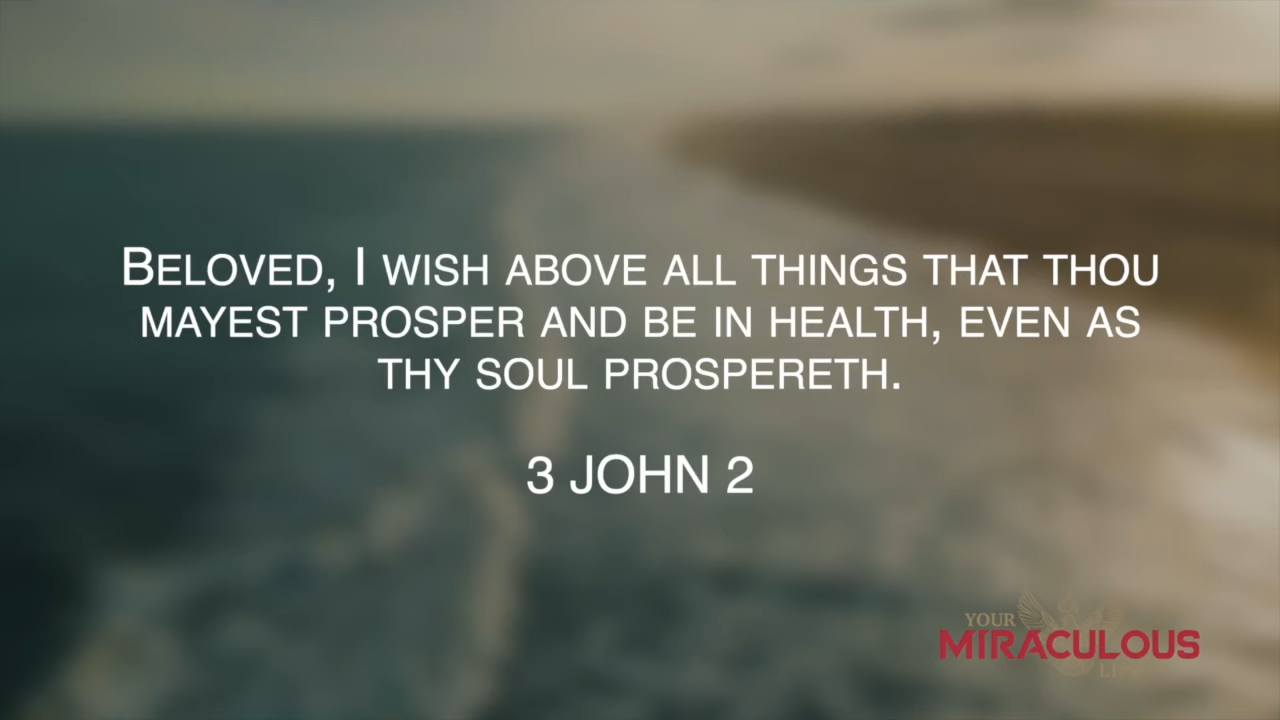 BELOVED, I WISH ABOVE ALL THINGS THAT THOU
MAYEST PROSPER AND BE IN HEALTH, EVEN AS
THY SOUL PROSPERETH.
3 JOHN 2
YOUR
MIRACULOUS